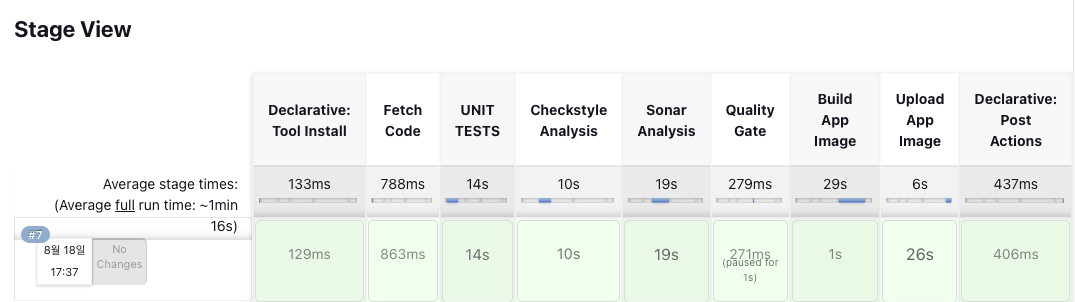 Stage View
Declarative: Tool Install
Fetch Code
UNIT TESTS
Checkstyle Analysis
Sonar Analysis
Quality Gate
Build App Image
Upload App Image
Declarative: Post Actions
Average stage times:
(Average full run time: ~1min
16s)
133ms
788ms
14s
10s
19s
279ms
29s
6s
437ms
#7
8월 18일
17:37
No
Changes
129ms
863ms
14s
10s
19s
271ms
(paused for
1s)
1s
26s
406ms